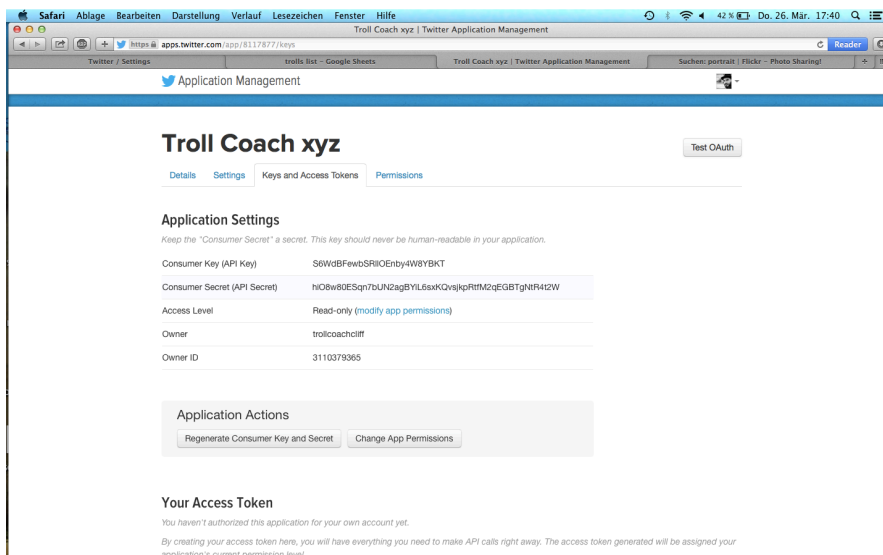 Safari Ablage Bearbeiten Darstellung Verlauf Lesezeichen Fenster Hilfe 42 % Do. 26. Mär. 17:40
Troll Coach xyz | Twitter Application Management
https apps.twitter.com/app/8117877/keys Reader
Twitter / Settings trolls list – Google Sheets Troll Coach xyz | Twitter Application Management Suchen: portrait | Flickr – Photo Sharing!
Application Management
Troll Coach xyz
Test OAuth
Details Settings Keys and Access Tokens Permissions
Application Settings
Keep the "Consumer Secret" a secret. This key should never be human-readable in your application.
Consumer Key (API Key) S6WdBFewbSRllOEnby4W8YBKT
Consumer Secret (API Secret) hiO8w80ESqn7bUN2agBYiL6sxKQvsjkpRtfM2qEGBTgNtR4t2W
Access Level Read-only (modify app permissions)
Owner trollcoachcliff
Owner ID 3110379365
Application Actions
Regenerate Consumer Key and Secret Change App Permissions
Your Access Token
You haven't authorized this application for your own account yet.
By creating your access token here, you will have everything you need to make API calls right away. The access token generated will be assigned your
application's current permission level.